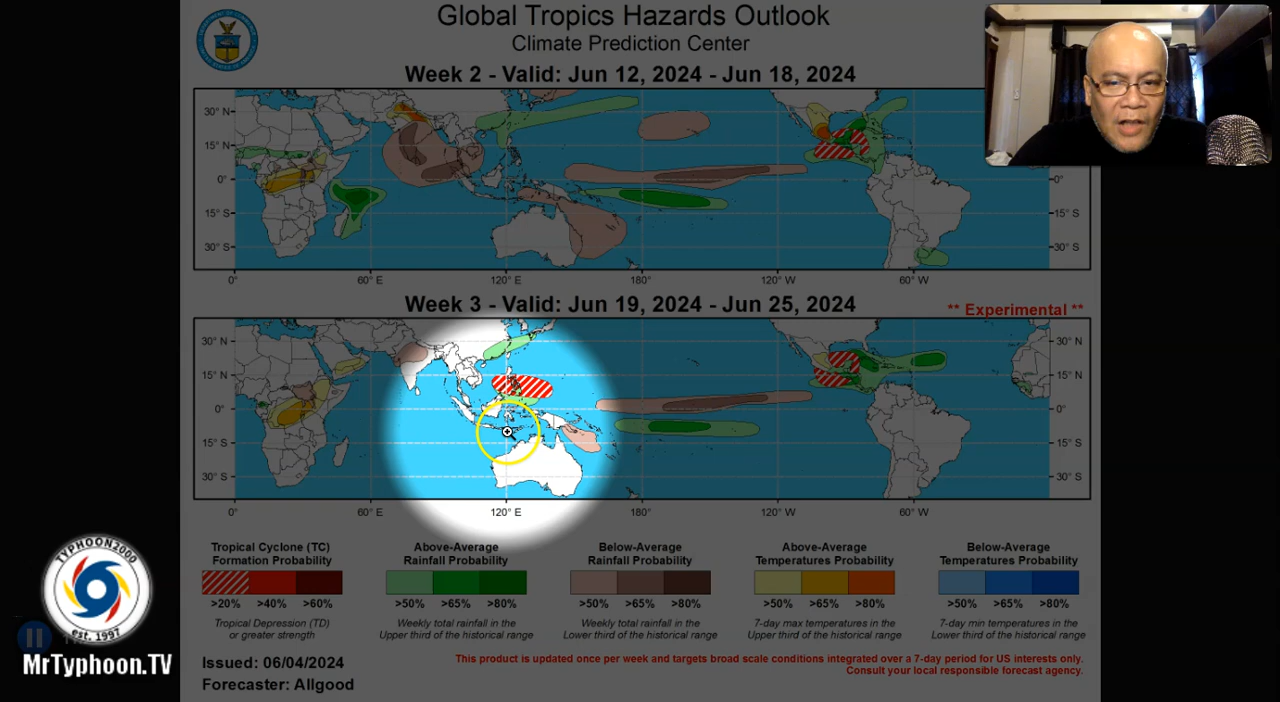 Global Tropics Hazards Outlook
Climate Prediction Center
Week 2 - Valid: Jun 12, 2024 - Jun 18, 2024
30° N
15° N
0°
15° S
30° S
0°
15° S
30° S
0°
60° E
120° E
180°
120° W
60° W
Week 3 - Valid: Jun 19, 2024 - Jun 25, 2024
** Experimental **
30° N
15° N
0°
15° S
30° S
30° N
15° N
0°
15° S
30° S
0°
60° E
120° E
180°
120° W
60° W
Tropical Cyclone (TC)
Formation Probability
>20% >40% >60%
Tropical Depression (TD)
or greater strength
Above-Average
Rainfall Probability
>50% >65% >80%
Weekly total rainfall in the
Upper third of the historical range
Below-Average
Rainfall Probability
>50% >65% >80%
Weekly total rainfall in the
Lower third of the historical range
Above-Average
Temperatures Probability
>50% >65% >80%
7-day max temperatures in the
Upper third of the historical range
Below-Average
Temperatures Probability
>50% >65% >80%
7-day min temperatures in the
Lower third of the historical range
Issued: 06/04/2024
Forecaster: Allgood
This product is updated once per week and targets broad scale conditions integrated over a 7-day period for US interests only.
Consult your local responsible forecast agency.
TYPHOON2000
est. 1997
MrTyphoon.TV